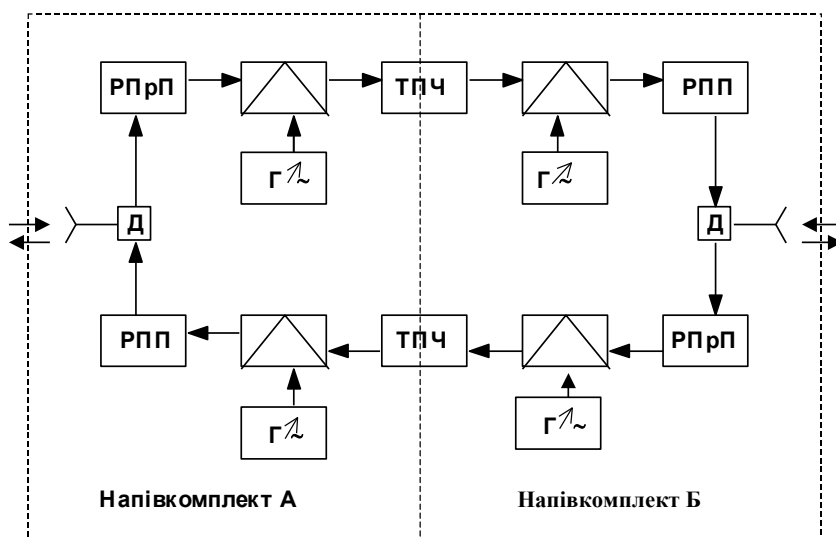 РПрП ТПЧ РПП
Г ~ Г ~
Д Д
РПП ТПЧ РПрП
Г ~ Г ~
Напівкомплект А Напівкомплект Б